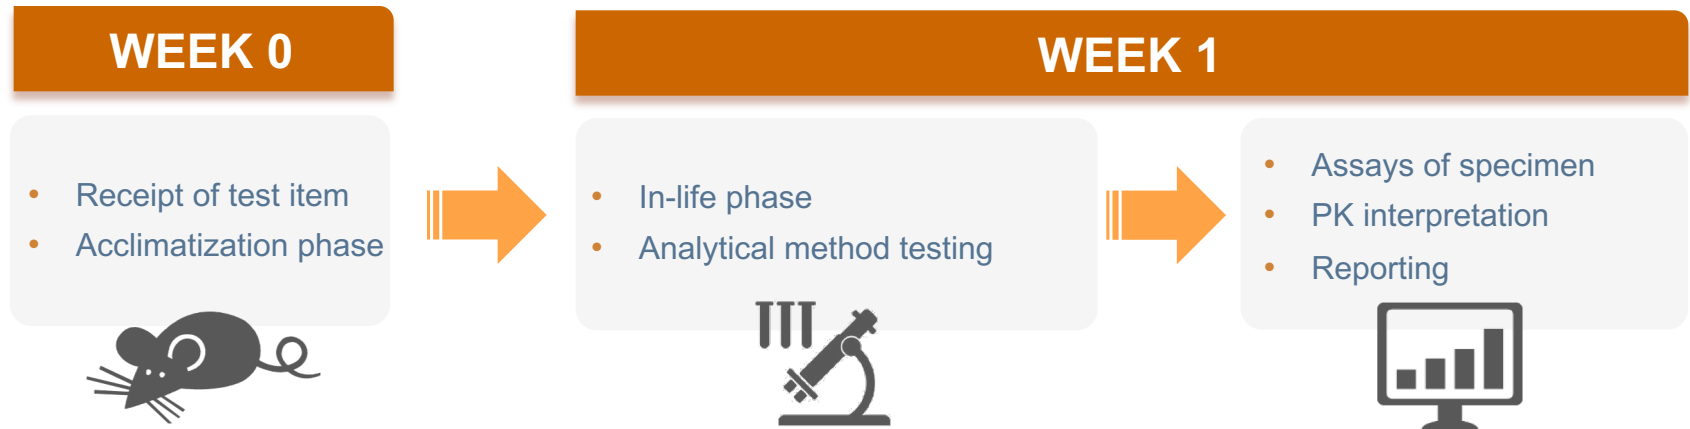 WEEK 0
WEEK 1
• Receipt of test item
• Acclimatization phase
• In-life phase
• Analytical method testing
• Assays of specimen
• PK interpretation
• Reporting